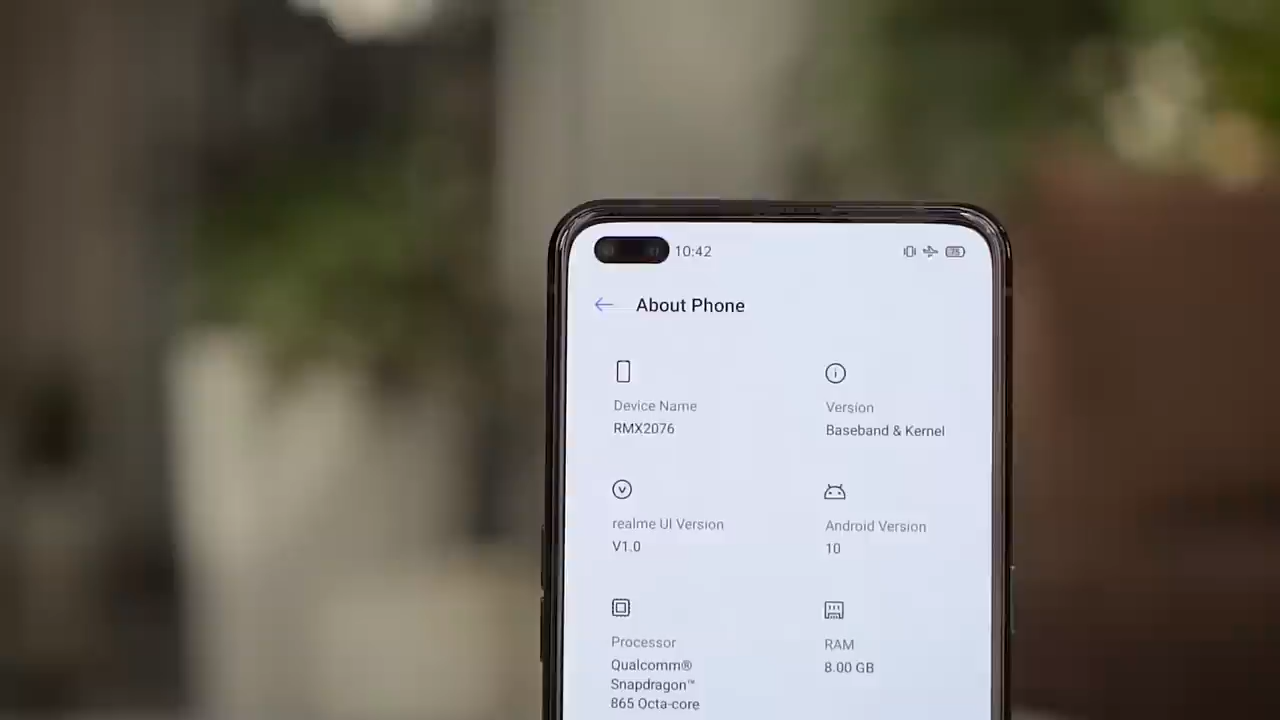 10:42
75
About Phone
Device Name
RMX2076
Version
Baseband & Kernel
realme UI Version
V1.0
Android Version
10
Processor
Qualcomm®
Snapdragon™
865 Octa-core
RAM
8.00 GB